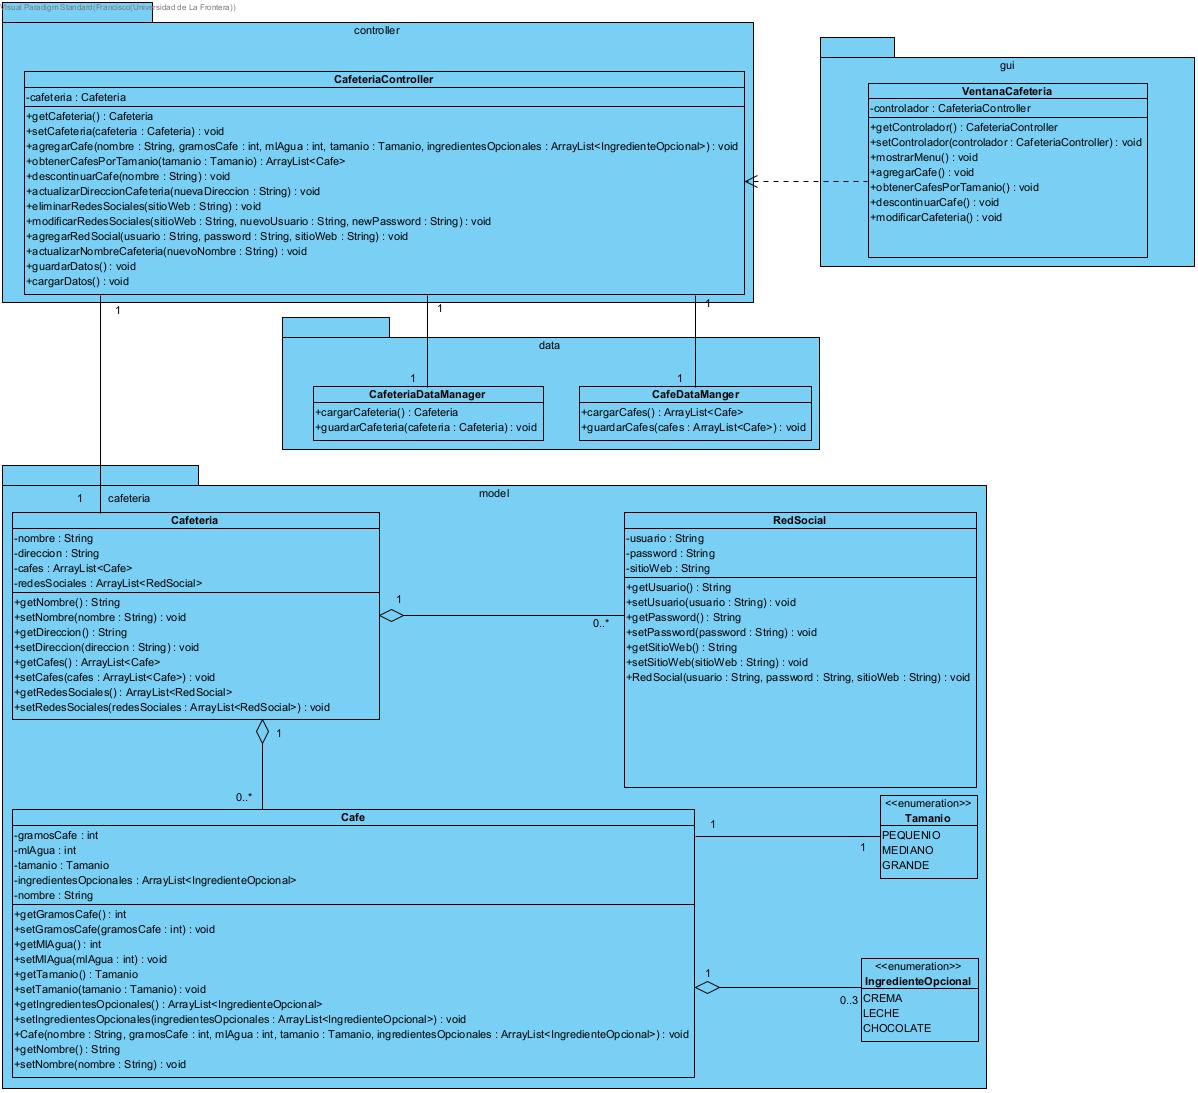 Visual Paradigm Standard(Francisco(Universidad de La Frontera))
controller
CafeteriaController
-cafeteria : Cafeteria
+getCafeteria() : Cafeteria
+setCafeteria(cafeteria : Cafeteria) : void
+agregarCafe(nombre : String, gramosCafe : int, mlAgua : int, tamanio : Tamanio, ingredientesOpcionales : ArrayList<IngredienteOpcional>) : void
+obtenerCafesPorTamanio(tamanio : Tamanio) : ArrayList<Cafe>
+descontinuarCafe(nombre : String) : void
+actualizarDireccionCafeteria(nuevaDireccion : String) : void
+eliminarRedesSociales(sitioWeb : String) : void
+modificarRedesSociales(sitioWeb : String, nuevoUsuario : String, newPassword : String) : void
+agregarRedSocial(usuario : String, password : String, sitioWeb : String) : void
+actualizarNombreCafeteria(nuevoNombre : String) : void
+guardarDatos() : void
+cargarDatos() : void
gui
VentanaCafeteria
-controlador : CafeteriaController
+getControlador() : CafeteriaController
+setControlador(controlador : CafeteriaController) : void
+mostrarMenu() : void
+agregarCafe() : void
+obtenerCafesPorTamanio() : void
+descontinuarCafe() : void
+modificarCafeteria() : void
1
1
1
data
1
1
CafeteriaDataManager
+cargarCafeteria() : Cafeteria
+guardarCafeteria(cafeteria : Cafeteria) : void
CafeDataManger
+cargarCafes() : ArrayList<Cafe>
+guardarCafes(cafes : ArrayList<Cafe>) : void
model
1
cafeteria
Cafeteria
-nombre : String
-direccion : String
-cafes : ArrayList<Cafe>
-redesSociales : ArrayList<RedSocial>
+getNombre() : String
+setNombre(nombre : String) : void
+getDireccion() : String
+setDireccion(direccion : String) : void
+getCafes() : ArrayList<Cafe>
+setCafes(cafes : ArrayList<Cafe>) : void
+getRedesSociales() : ArrayList<RedSocial>
+setRedesSociales(redesSociales : ArrayList<RedSocial>) : void
1
0..*
RedSocial
-usuario : String
-password : String
-sitioWeb : String
+getUsuario() : String
+setUsuario(usuario : String) : void
+getPassword() : String
+setPassword(password : String) : void
+getSitioWeb() : String
+setSitioWeb(sitioWeb : String) : void
+RedSocial(usuario : String, password : String, sitioWeb : String) : void
1
0..*
Cafe
-gramosCafe : int
-mlAgua : int
-tamanio : Tamanio
-ingredientesOpcionales : ArrayList<IngredienteOpcional>
-nombre : String
+getGramosCafe() : int
+setGramosCafe(gramosCafe : int) : void
+getMlAgua() : int
+setMlAgua(mlAgua : int) : void
+getTamanio() : Tamanio
+setTamanio(tamanio : Tamanio) : void
+getIngredientesOpcionales() : ArrayList<IngredienteOpcional>
+setIngredientesOpcionales(ingredientesOpcionales : ArrayList<IngredienteOpcional>) : void
+Cafe(nombre : String, gramosCafe : int, mlAgua : int, tamanio : Tamanio, ingredientesOpcionales : ArrayList<IngredienteOpcional>) : void
+getNombre() : String
+setNombre(nombre : String) : void
1
1
<<enumeration>>
Tamanio
PEQUENIO
MEDIANO
GRANDE
1
0..3
<<enumeration>>
IngredienteOpcional
CREMA
LECHE
CHOCOLATE